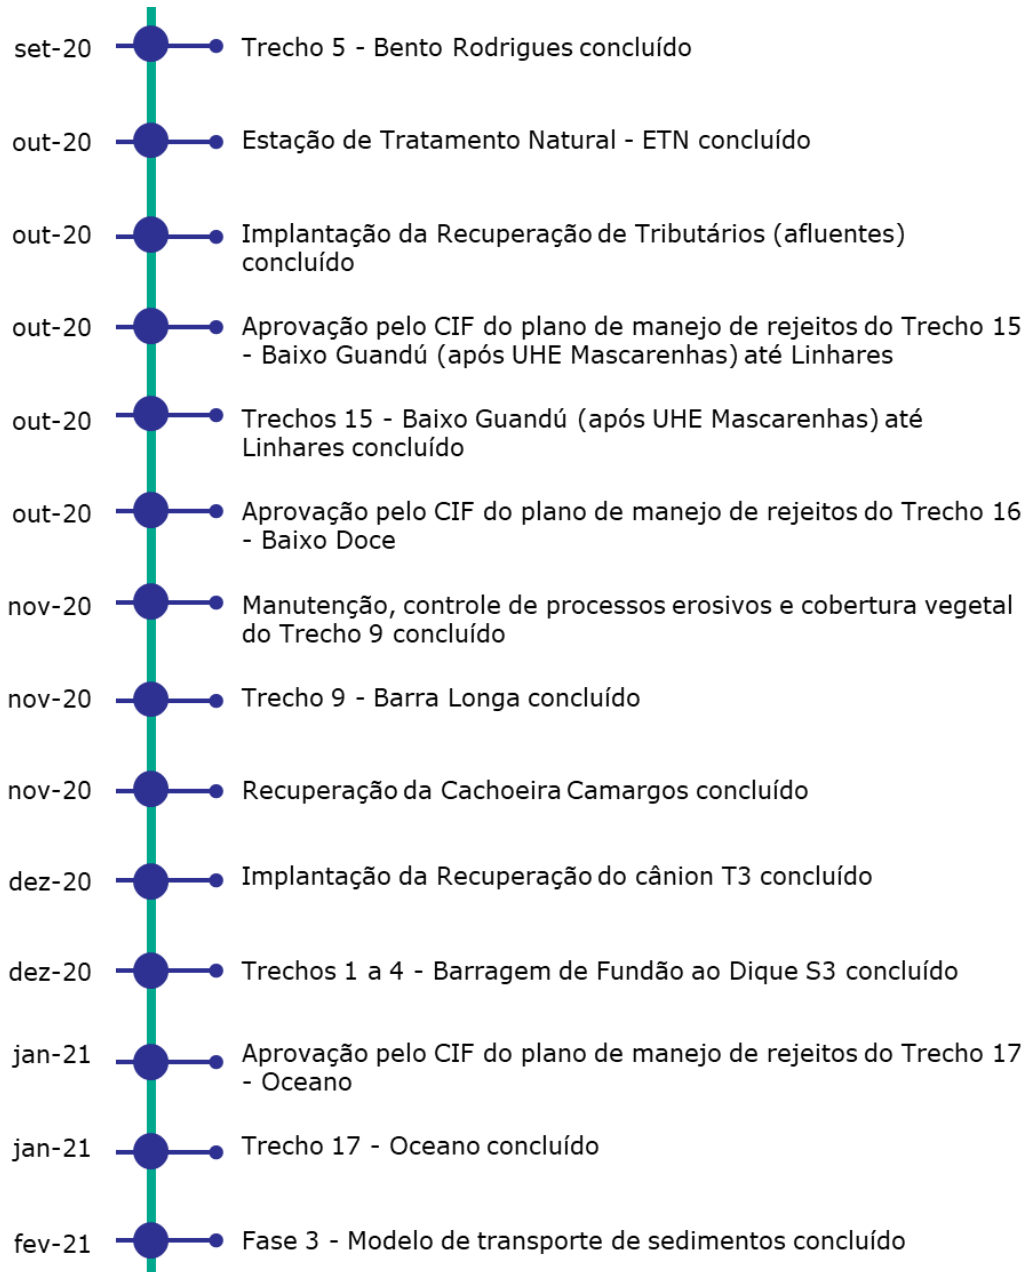 set-20 Trecho 5 - Bento Rodrigues concluído
out-20 Estação de Tratamento Natural - ETN concluído
out-20 Implantação da Recuperação de Tributários (afluentes)
concluído
out-20 Aprovação pelo CIF do plano de manejo de rejeitos do Trecho 15
- Baixo Guandú (após UHE Mascarenhas) até Linhares
out-20 Trechos 15 - Baixo Guandú (após UHE Mascarenhas) até
Linhares concluído
out-20 Aprovação pelo CIF do plano de manejo de rejeitos do Trecho 16
- Baixo Doce
nov-20 Manutenção, controle de processos erosivos e cobertura vegetal
do Trecho 9 concluído
nov-20 Trecho 9 - Barra Longa concluído
nov-20 Recuperação da Cachoeira Camargos concluído
dez-20 Implantação da Recuperação do cânion T3 concluído
dez-20 Trechos 1 a 4 - Barragem de Fundão ao Dique S3 concluído
jan-21 Aprovação pelo CIF do plano de manejo de rejeitos do Trecho 17
- Oceano
jan-21 Trecho 17 - Oceano concluído
fev-21 Fase 3 - Modelo de transporte de sedimentos concluído